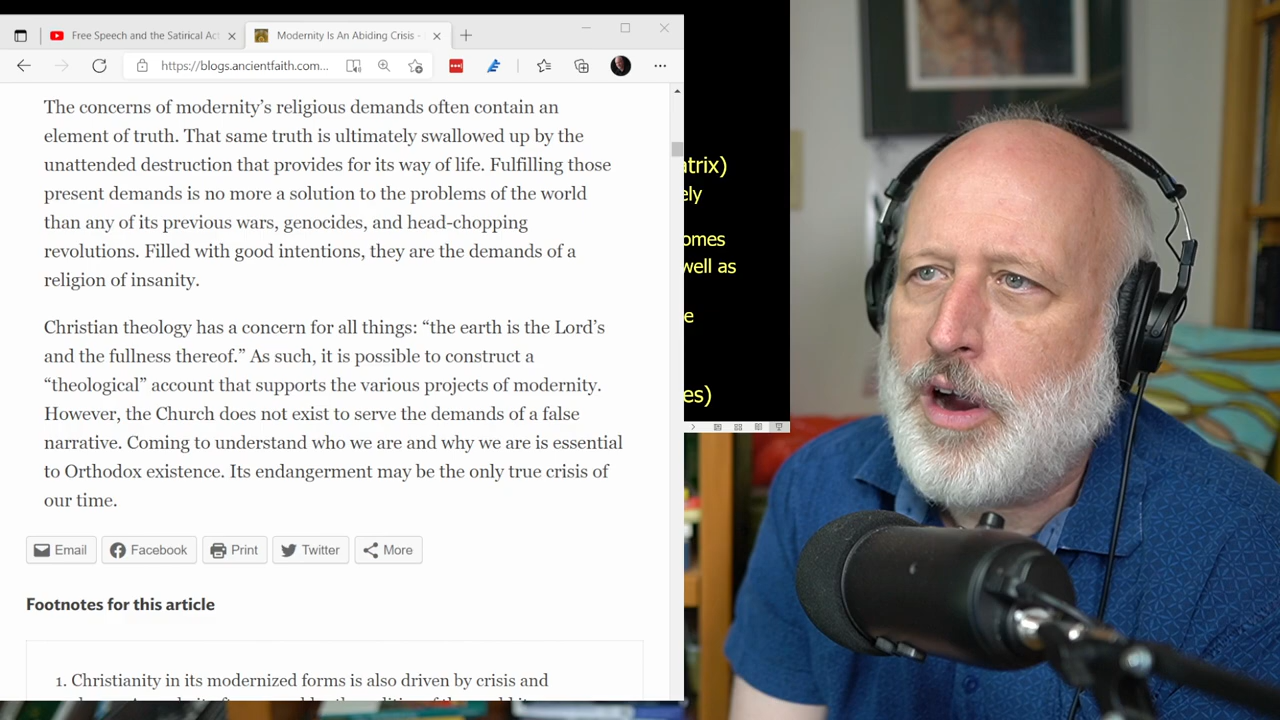 Free Speech and the Satirical Act
Modernity Is An Abiding Crisis -
https://blogs.ancientfaith.com...
The concerns of modernity's religious demands often contain an
element of truth. That same truth is ultimately swallowed up by the
unattended destruction that provides for its way of life. Fulfilling those
present demands is no more a solution to the problems of the world
than any of its previous wars, genocides, and head-chopping
revolutions. Filled with good intentions, they are the demands of a
religion of insanity.
Christian theology has a concern for all things: “the earth is the Lord's
and the fullness thereof.” As such, it is possible to construct a
“theological” account that supports the various projects of modernity.
However, the Church does not exist to serve the demands of a false
narrative. Coming to understand who we are and why we are is essential
to Orthodox existence. Its endangerment may be the only true crisis of
our time.
Email Facebook Print Twitter More
Footnotes for this article
1. Christianity in its modernized forms is also driven by crisis and
atrix)
ely
omes
well as
e
es)